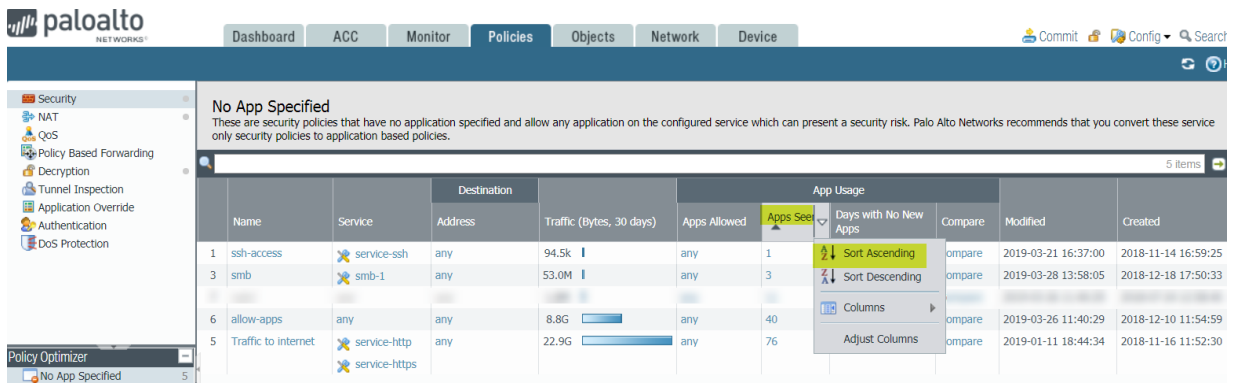 paloalto
NETWORKS®
Dashboard ACC Monitor Policies Objects Network Device
Commit Config Search
Security
NAT
QoS
Policy Based Forwarding
Decryption
Tunnel Inspection
Application Override
Authentication
DoS Protection
Policy Optimizer
No App Specified 5
No App Specified
These are security policies that have no application specified and allow any application on the configured service which can present a security risk. Palo Alto Networks recommends that you convert these service
only security policies to application based policies.
5 items
Destination App Usage
Name Service Address Traffic (Bytes, 30 days) Apps Allowed Apps Seen Days with No New Apps Compare Modified Created
1 ssh-access service-ssh any 94.5k any 1 ompare 2019-03-21 16:37:00 2018-11-14 16:59:25
3 smb smb-1 any 53.0M any 3 ompare 2019-03-28 13:58:05 2018-12-18 17:50:33
6 allow-apps any any 8.8G any 40 ompare 2019-03-26 11:40:29 2018-12-10 11:54:59
5 Traffic to internet service-http any 22.9G any 76 ompare 2019-01-11 18:44:34 2018-11-16 11:52:30
service-https
Sort Ascending
Sort Descending
Columns
Adjust Columns